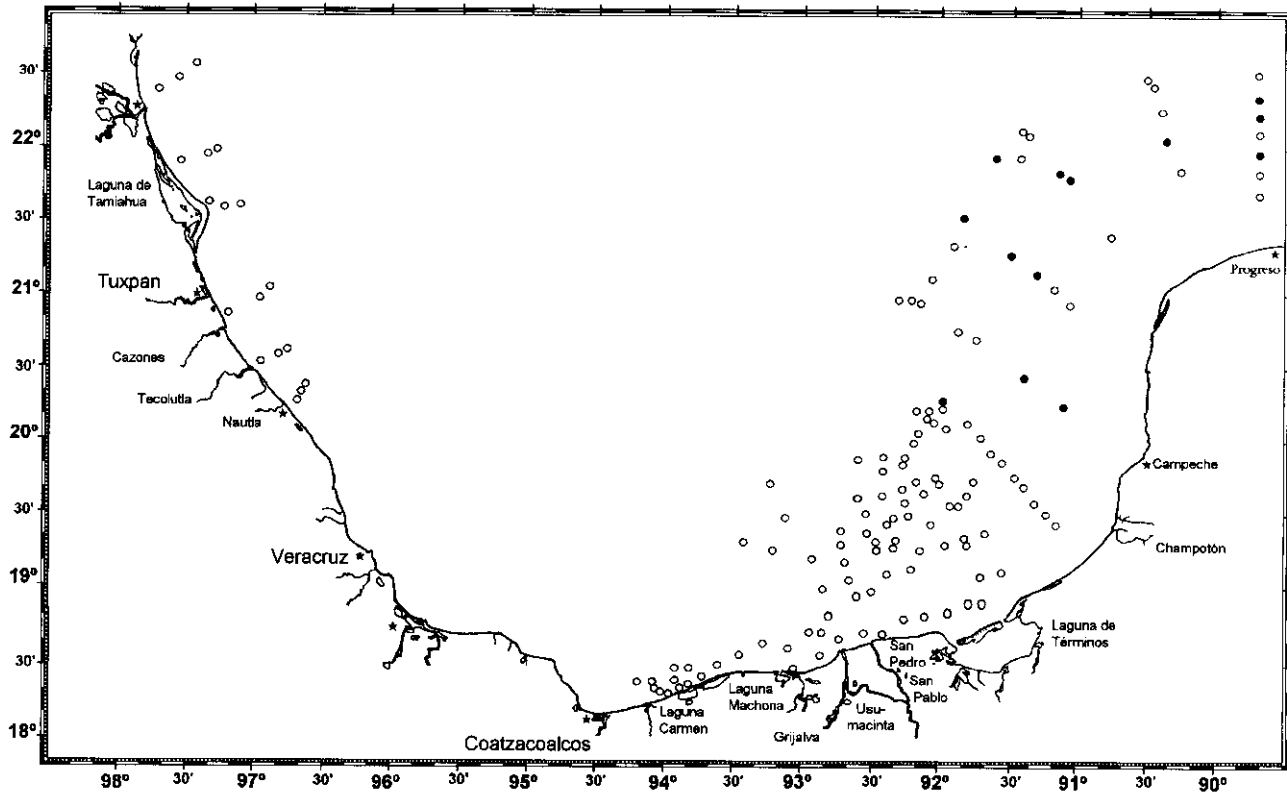 30'
22º
Laguna de
Tamiahua
30'
21º
Tuxpan
Progreso
Cazones
30'
Tecolutla
Nautla
20º
Campeche
30'
Champotón
Veracruz
19º
Laguna de
Términos
San
Pedro
30'
San
Pablo
Laguna
Machona
Laguna
Carmen
Usu-
macinta
Grijalva
18º
Coatzacoalcos
98º
30'
97º
30'
96º
30'
95º
30'
94º
30'
93º
30'
92º
30'
91º
30'
90º